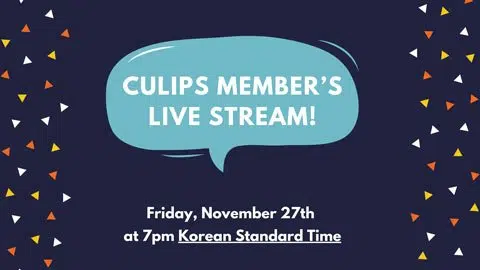 CULIPS MEMBER'S
LIVE STREAM!
Friday, November 27th
at 7pm Korean Standard Time